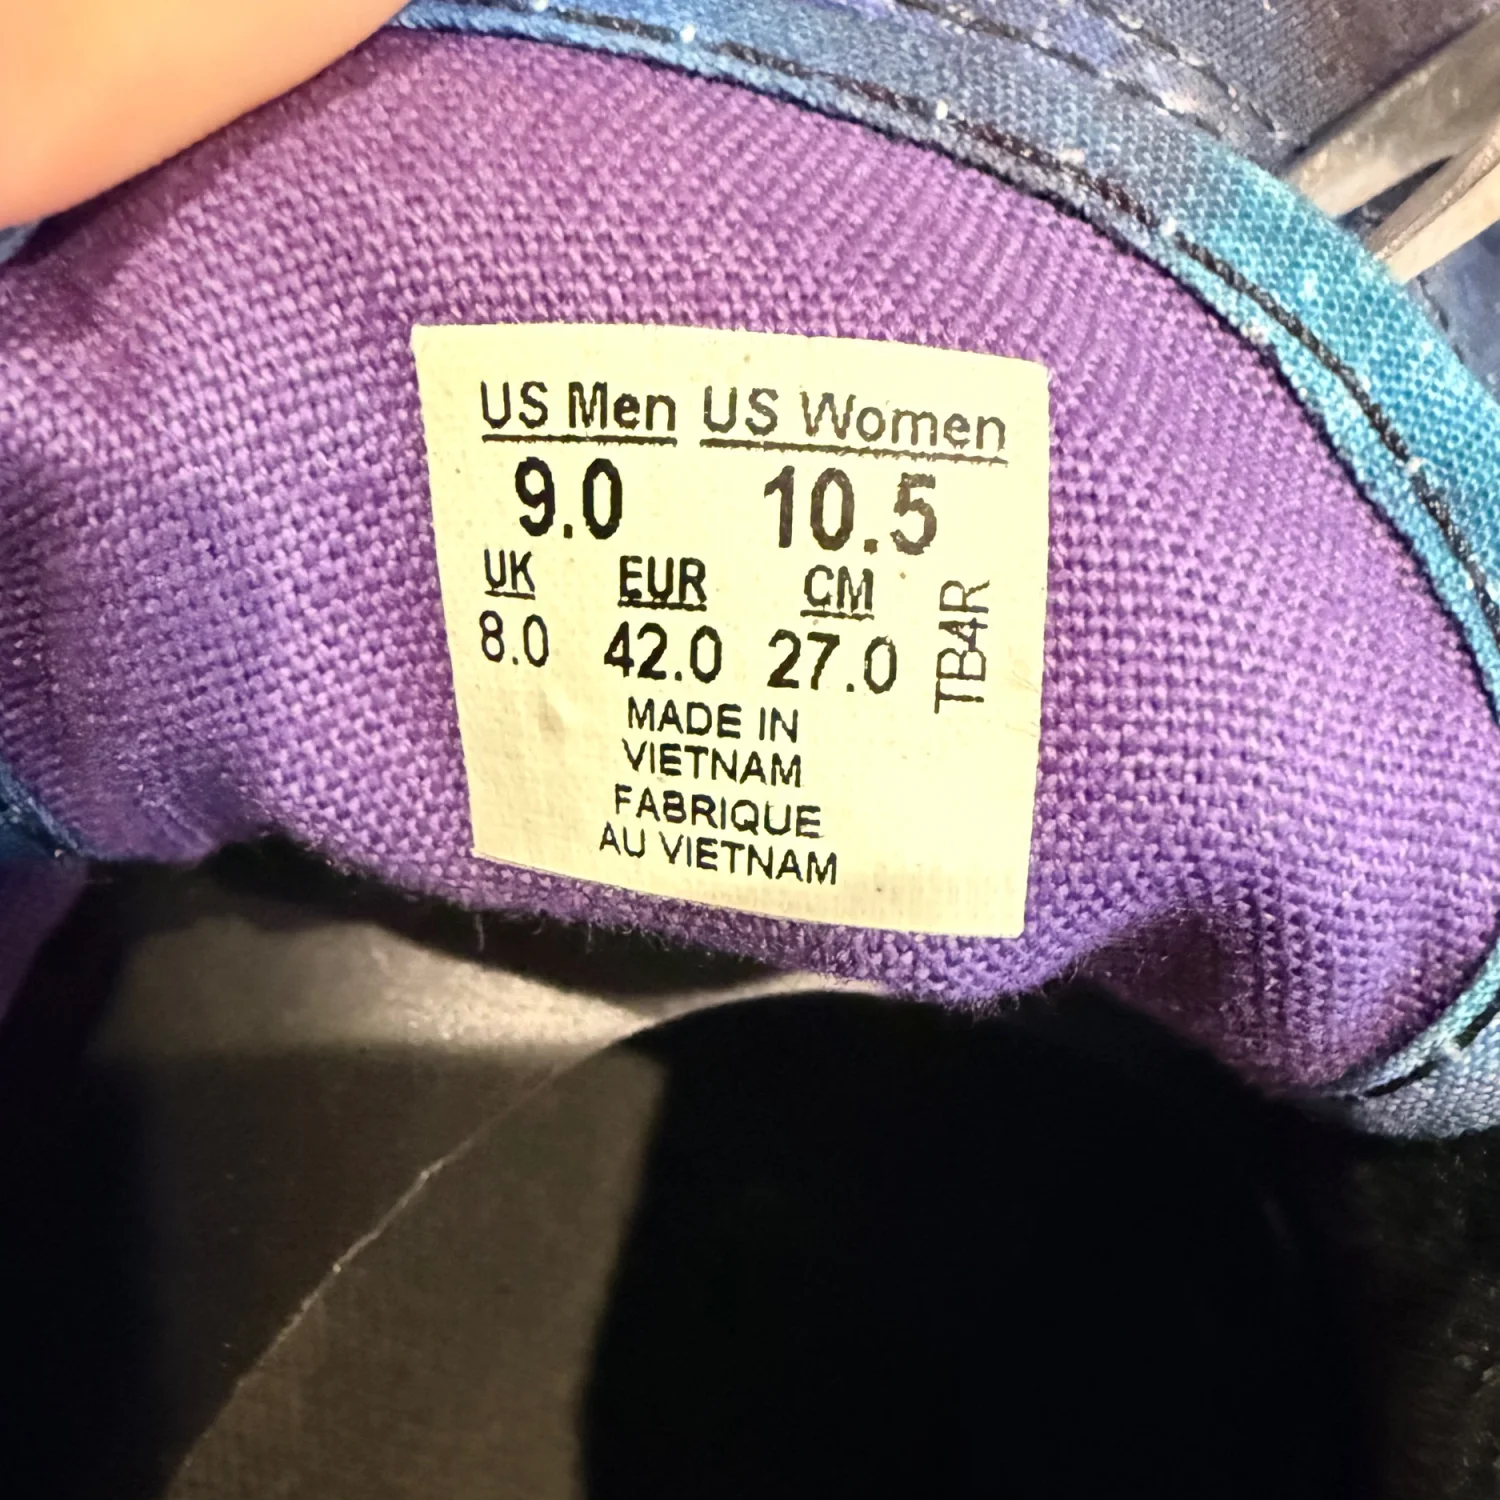 US Men US Women
9.0 10.5
UK EUR CM
8.0 42.0 27.0
TB4R
MADE IN
VIETNAM
FABRIQUE
AU VIETNAM